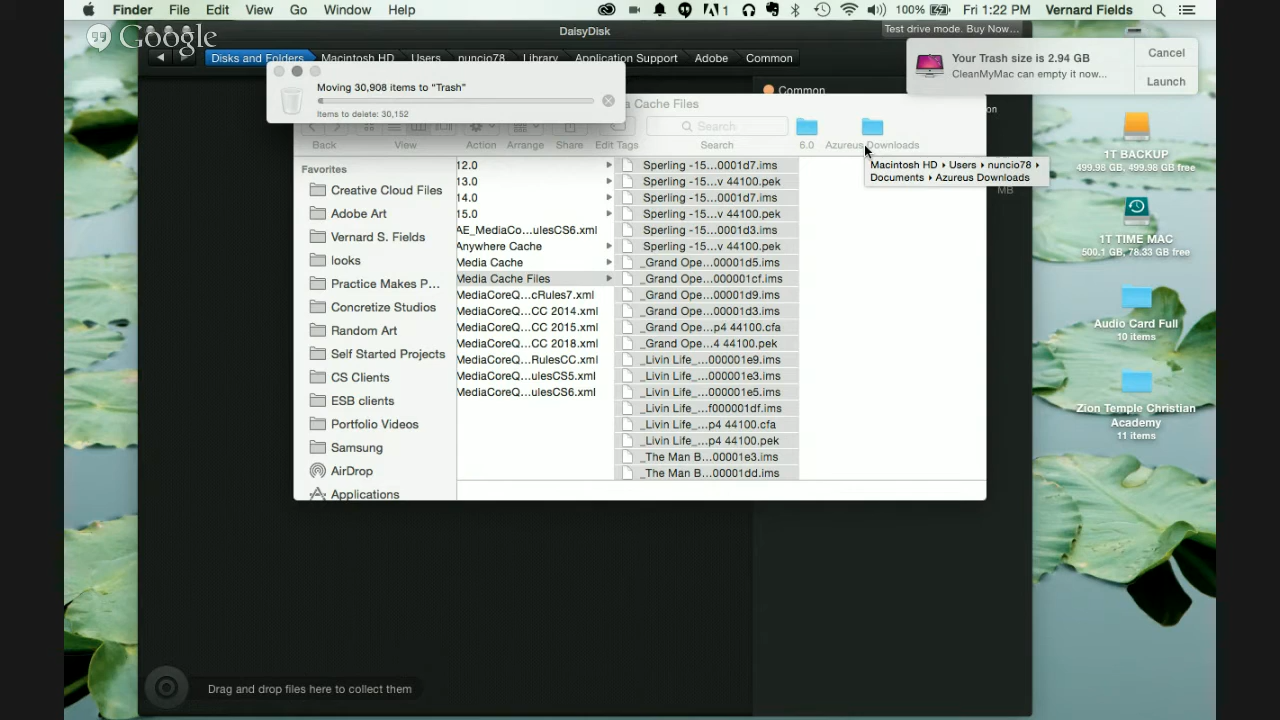 Finder File Edit View Go Window Help
1 100% Fri 1:22 PM Vernard Fields
Google
DaisyDisk
Test drive mode. Buy Now...
Disks and Folders Macintosh HD Users nuncio78 Library Application Support Adobe Common
Your Trash size is 2.94 GB
CleanMyMac can empty it now...
Cancel
Launch
Moving 30,908 items to "Trash"
Items to delete: 30,152
Common
a Cache Files
Search
Back View Action Arrange Share Edit Tags Search 6.0 Azureus Downloads
Macintosh HD ▸ Users ▸ nuncio78 ▸
Documents ▸ Azureus Downloads
MB
Favorites
Creative Cloud Files
Adobe Art
Vernard S. Fields
looks
Practice Makes P...
Concretize Studios
Random Art
Self Started Projects
CS Clients
ESB clients
Portfolio Videos
Samsung
AirDrop
Applications
12.0
13.0
14.0
15.0
AE_MediaCo...ulesCS6.xml
Anywhere Cache
Media Cache
Media Cache Files
MediaCoreQ...cRules7.xml
MediaCoreQ...CC 2014.xml
MediaCoreQ...CC 2015.xml
MediaCoreQ...CC 2018.xml
MediaCoreQ...RulesCC.xml
MediaCoreQ...ulesCS5.xml
MediaCoreQ...ulesCS6.xml
Sperling -15...0001d7.ims
Sperling -15...v 44100.pek
Sperling -15...0001d7.ims
Sperling -15...v 44100.pek
Sperling -15...0001d3.ims
Sperling -15...v 44100.pek
_Grand Ope...00001d5.ims
_Grand Ope...000001cf.ims
_Grand Ope...00001d9.ims
_Grand Ope...00001d3.ims
_Grand Ope...p4 44100.cfa
_Grand Ope...4 44100.pek
_Livin Life_...000001e9.ims
_Livin Life_...000001e3.ims
_Livin Life_...000001e5.ims
_Livin Life_...f000001df.ims
_Livin Life_...p4 44100.cfa
_Livin Life_...p4 44100.pek
_The Man B...00001e3.ims
_The Man B...00001dd.ims
1T BACKUP
499.98 GB, 499.98 GB free
1T TIME MAC
500.1 GB, 78.33 GB free
Audio Card Full
10 items
Zion Temple Christian
Academy
11 items
Drag and drop files here to collect them